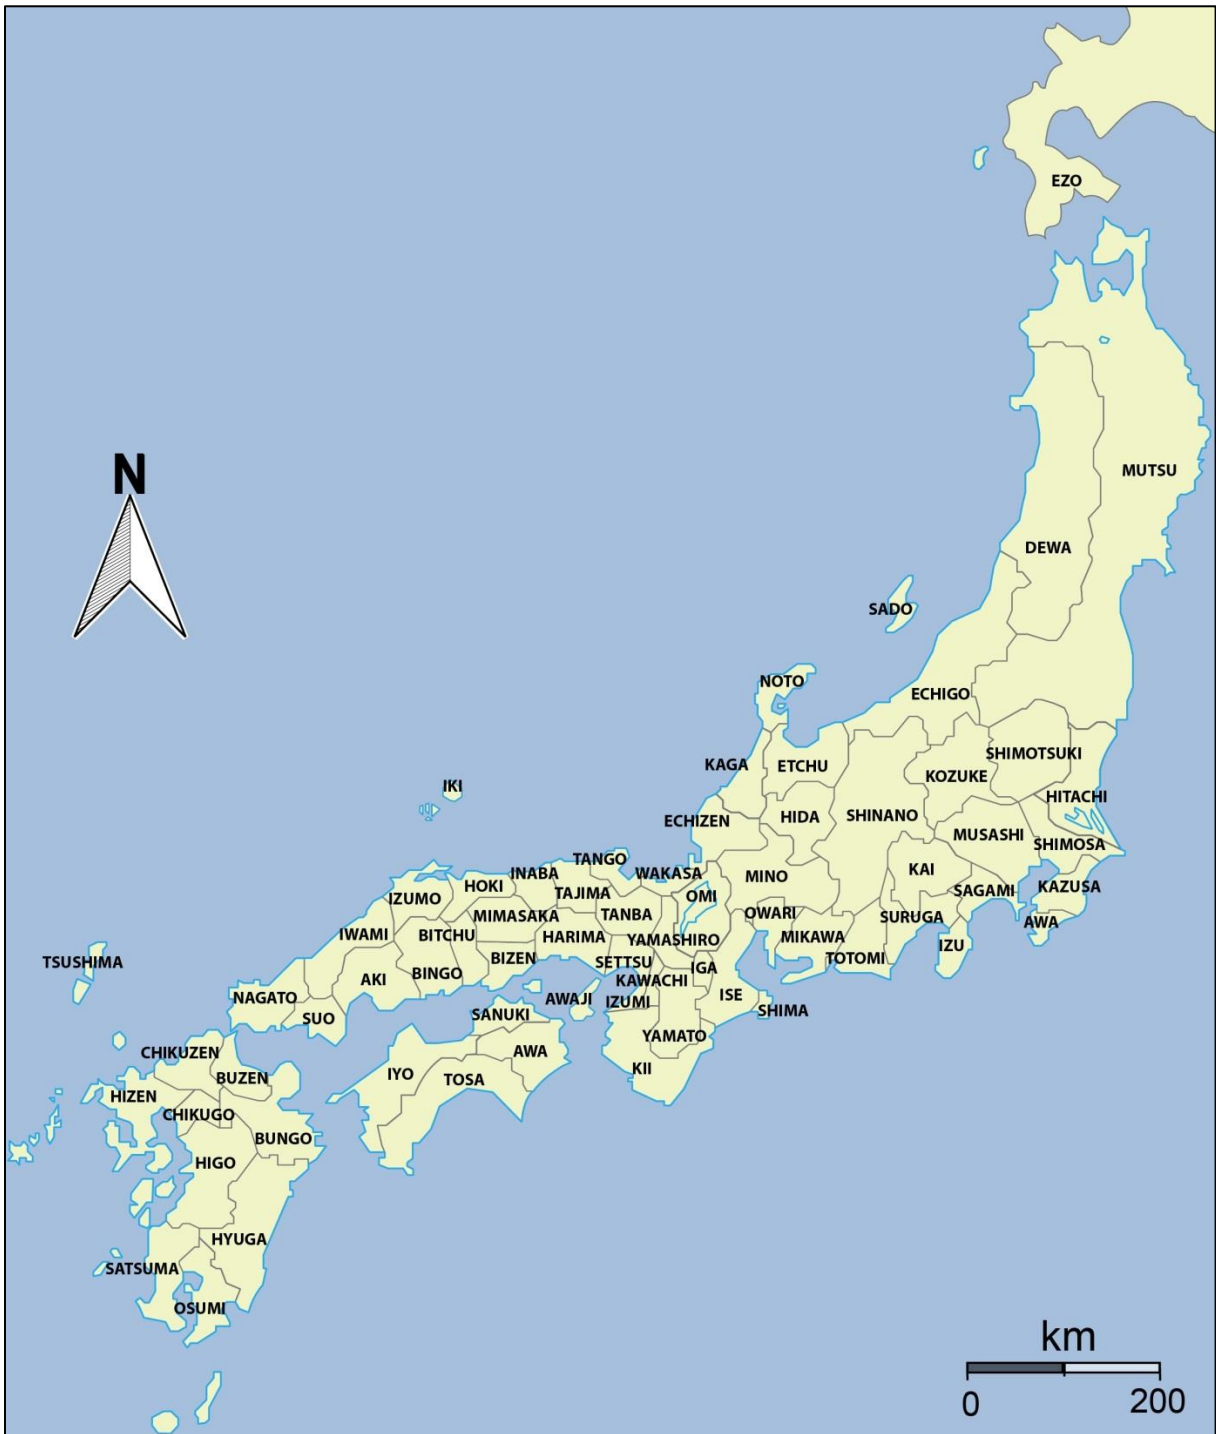 EZO
N
MUTSU
DEWA
SADO
NOTO
ECHIGO
SHIMOTSUKI
KAGA
ETCHU
KOZUKE
IKI
HITACHI
ECHIZEN
HIDA
SHINANO
MUSASHI
SHIMOSA
TANGO
INABA
WAKASA
MINO
KAI
HOKI
TAJIMA
OMI
SAGAMI
KAZUSA
IZUMO
MIMASAKA
TANBA
OWARI
SURUGA
AWA
IWAMI
BITCHU
HARIMA
YAMASHIRO
MIKAWA
IZU
TSUSHIMA
BIZEN
SETTSU
IGA
TOTOMI
AKI
BINGO
KAWACHI
NAGATO
AWAJI
IZUMI
ISE
SHIMA
SUO
SANUKI
YAMATO
CHIKUZEN
AWA
BUZEN
IYO
TOSA
KII
HIZEN
CHIKUGO
BUNGO
HIGO
HYUGA
SATSUMA
OSUMI
km
0 200